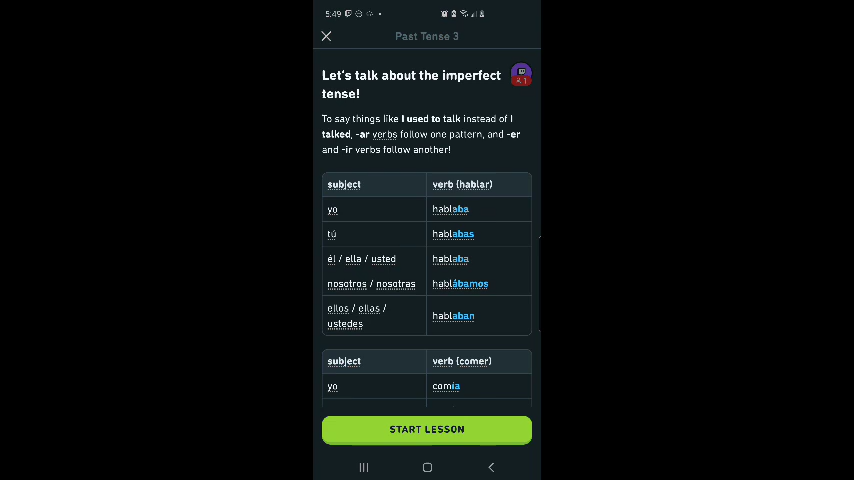 5:49
Past Tense 3
Let's talk about the imperfect
tense!
To say things like I used to talk instead of I
talked, -ar verbs follow one pattern, and -er
and -ir verbs follow another!
subject verb (hablar)
yo hablaba
tú hablabas
él / ella / usted hablaba
nosotros / nosotras hablábamos
ellos / ellas /
ustedes hablaban
subject verb (comer)
yo comía
START LESSON